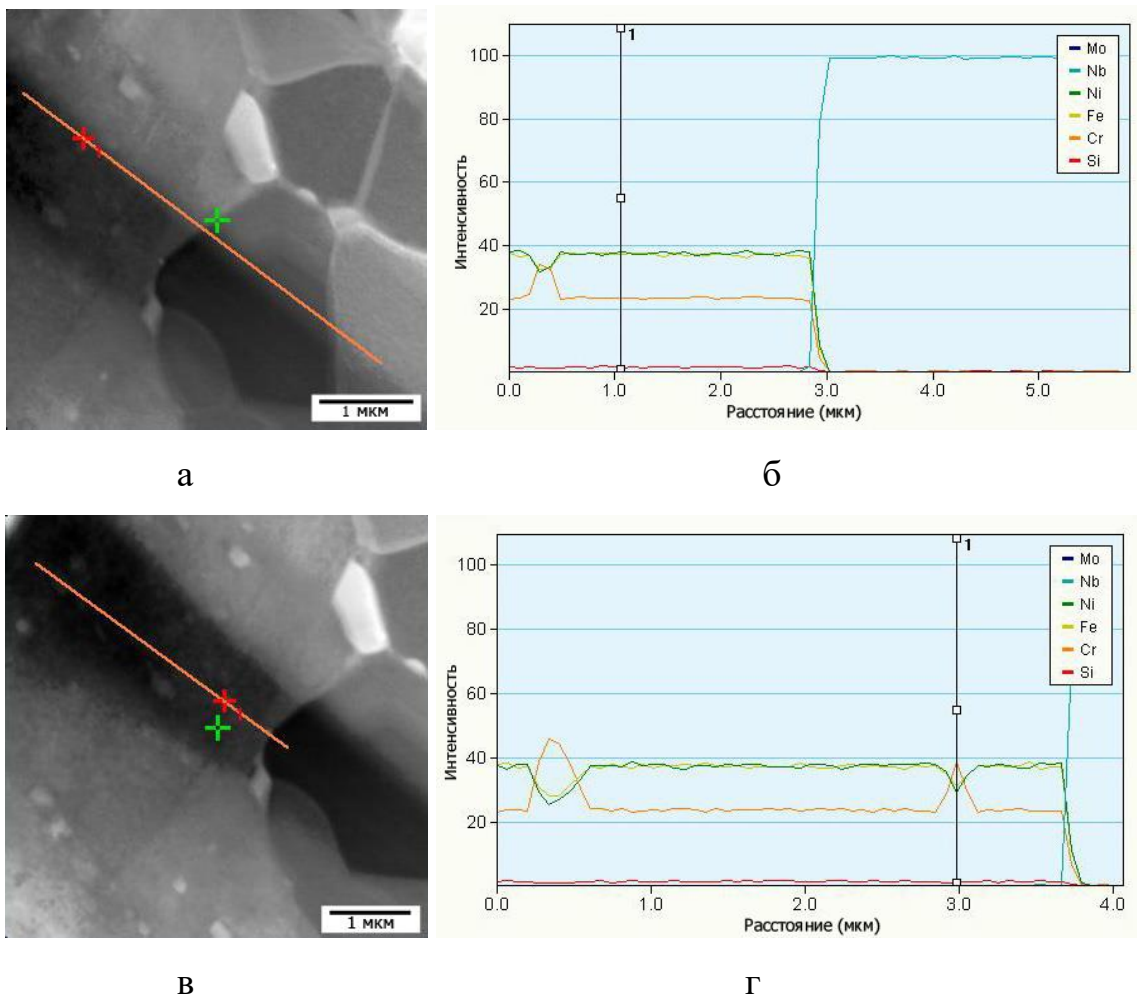 1 мкм
а
Интенсивность
100
80
60
40
20
0.0 1.0 2.0 3.0 4.0 5.0
Расстояние (мкм)
1
Mo
Nb
Ni
Fe
Cr
Si
б
1 мкм
в
Интенсивность
100
80
60
40
20
0.0 1.0 2.0 3.0 4.0
Расстояние (мкм)
1
Mo
Nb
Ni
Fe
Cr
Si
г